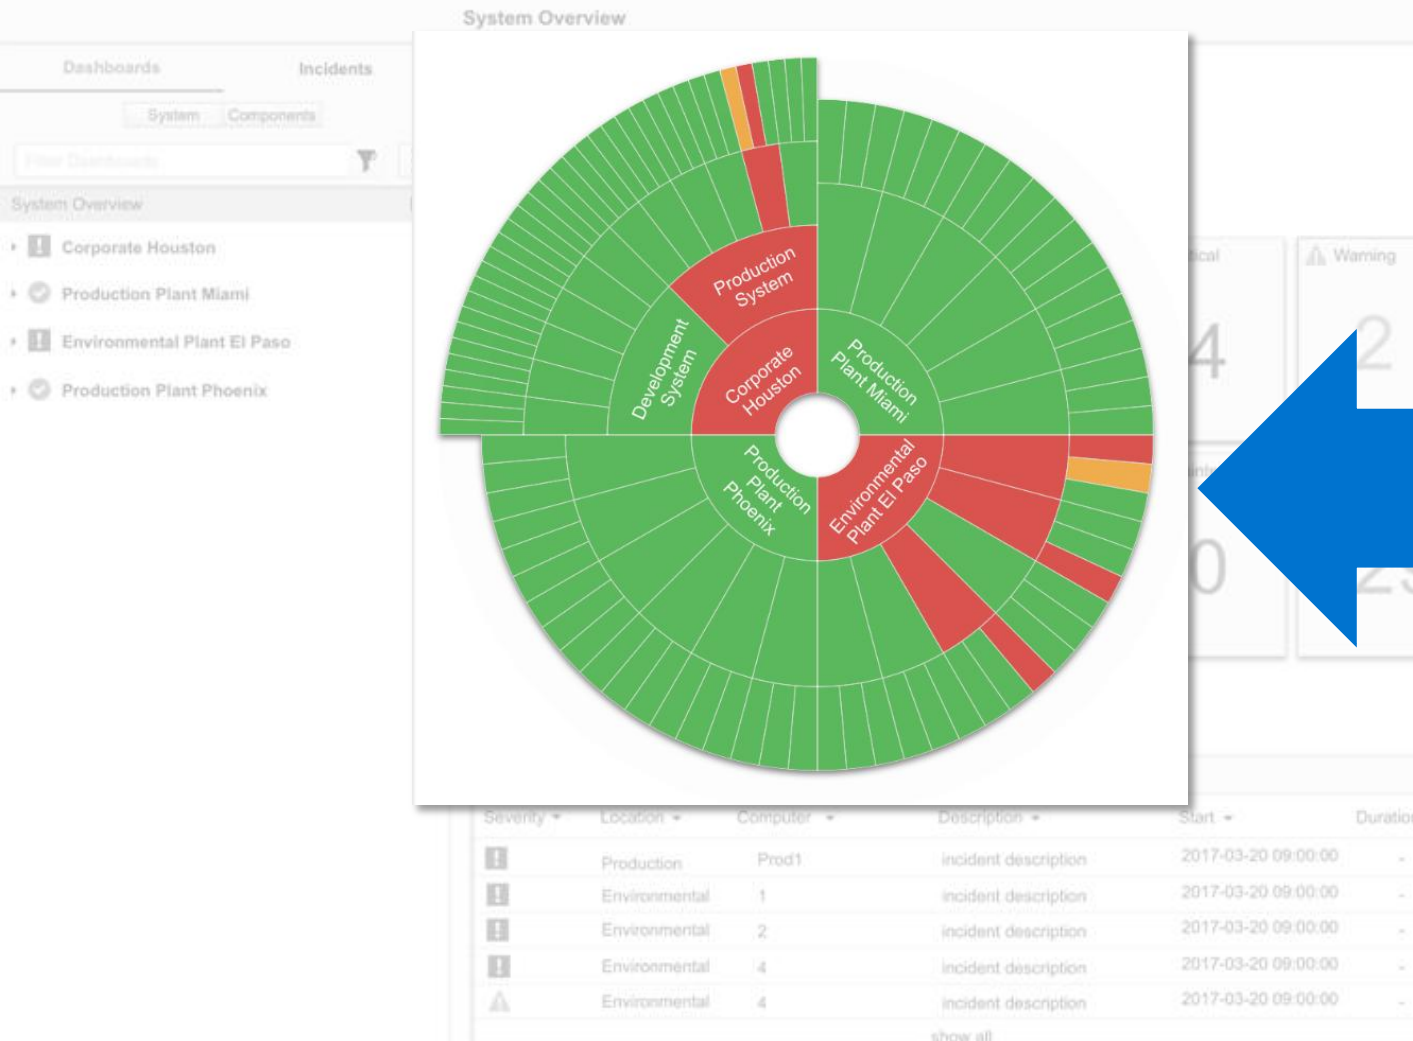 System Overview
Dashboards
Incidents
System
Components
Filter Dashboards
System Overview
Corporate Houston
Production Plant Miami
Environmental Plant El Paso
Production Plant Phoenix
Production
System
Development
System
Corporate
Houston
Production
Plant Miami
Production
Plant
Phoenix
Environmental
Plant El Paso
ical
4
Warning
2
0
Severity Location Computer Description Start Duration
Production Prod1 incident description 2017-03-20 09:00:00 -
Environmental 1 incident description 2017-03-20 09:00:00 -
Environmental 2 incident description 2017-03-20 09:00:00 -
Environmental 4 incident description 2017-03-20 09:00:00 -
Environmental 4 incident description 2017-03-20 09:00:00 -
show all